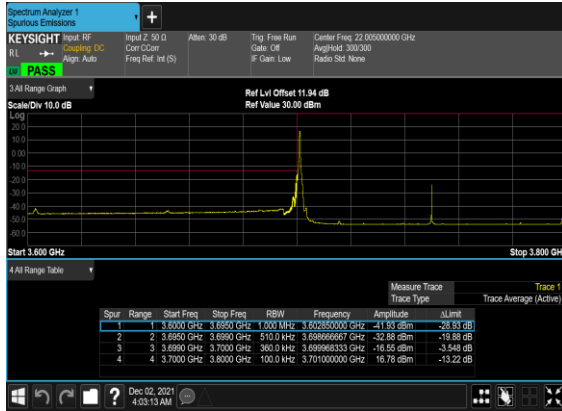 Spectrum Analyzer 1
Spurious Emissions
+
KEYSIGHT Input: RF Input Z: 50 Ω Atten: 30 dB Trig: Free Run Center Freq: 22.005000000 GHz
RL Coupling: DC Corr CCorr Gate: Off Avg|Hold: 300/300
Align: Auto Freq Ref: Int (S) IF Gain: Low Radio Std: None
PASS
3 All Range Graph
Ref Lvl Offset 11.94 dB
Scale/Div 10.0 dB Ref Value 30.00 dBm
Log
20.0
10.0
0.00
-10.0
-20.0
-30.0
-40.0
-50.0
-60.0
Start 3.600 GHz Stop 3.800 GH
4 All Range Table
Measure Trace Trace 1
Trace Type Trace Average (Active)
Spur Range Start Freq Stop Freq RBW Frequency Amplitude ΔLimit
1 1 3.6000 GHz 3.6950 GHz 1.000 MHz 3.602850000 GHz -41.93 dBm -28.93 dB
2 2 3.6950 GHz 3.6990 GHz 510.0 kHz 3.698666667 GHz -32.88 dBm -19.88 dB
3 3 3.6990 GHz 3.7000 GHz 360.0 kHz 3.699968333 GHz -16.55 dBm -3.548 dB
4 4 3.7000 GHz 3.8000 GHz 100.0 kHz 3.701000000 GHz 16.78 dBm -13.22 dB
? Dec 02, 2021
4:03:13 AM